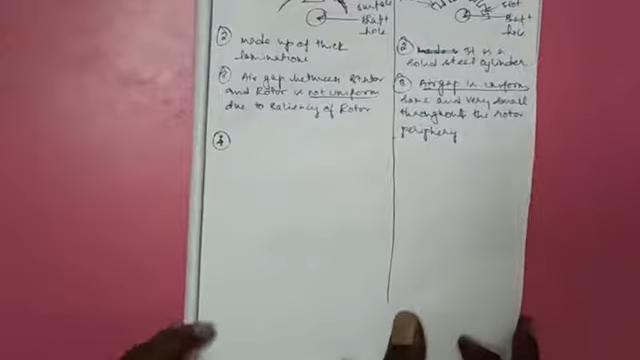 surface
shaft
hole
② made up of thick
laminations
③ Air gap between Stator
and Rotor is not uniform
due to Saliency of Rotor
④
slot
shaft
hole
② It is a
solid steel cylinder
③ Airgap is uniform,
same and very small
throughout the rotor
periphery